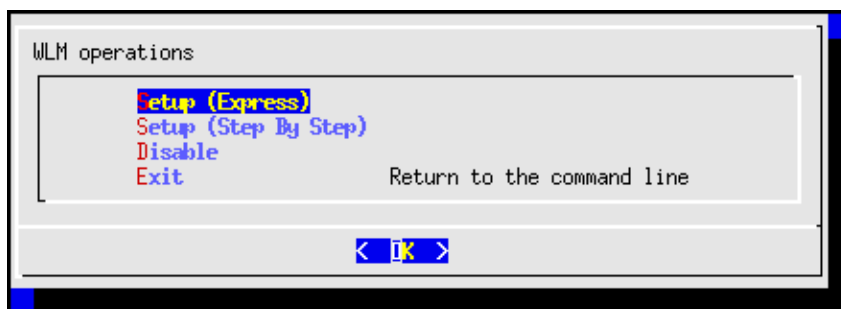 WLM operations
Setup (Express)
Setup (Step By Step)
Disable
Exit Return to the command line
< OK >